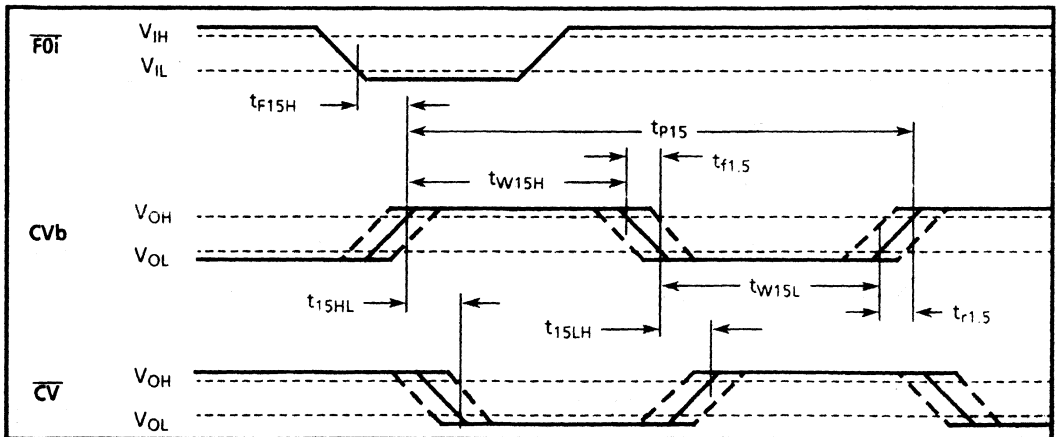 F0i
VIH
VIL
tF15H
tP15
tf1.5
tW15H
CVb
VOH
VOL
tW15L
t15HL
t15LH
tr1.5
CV
VOH
VOL